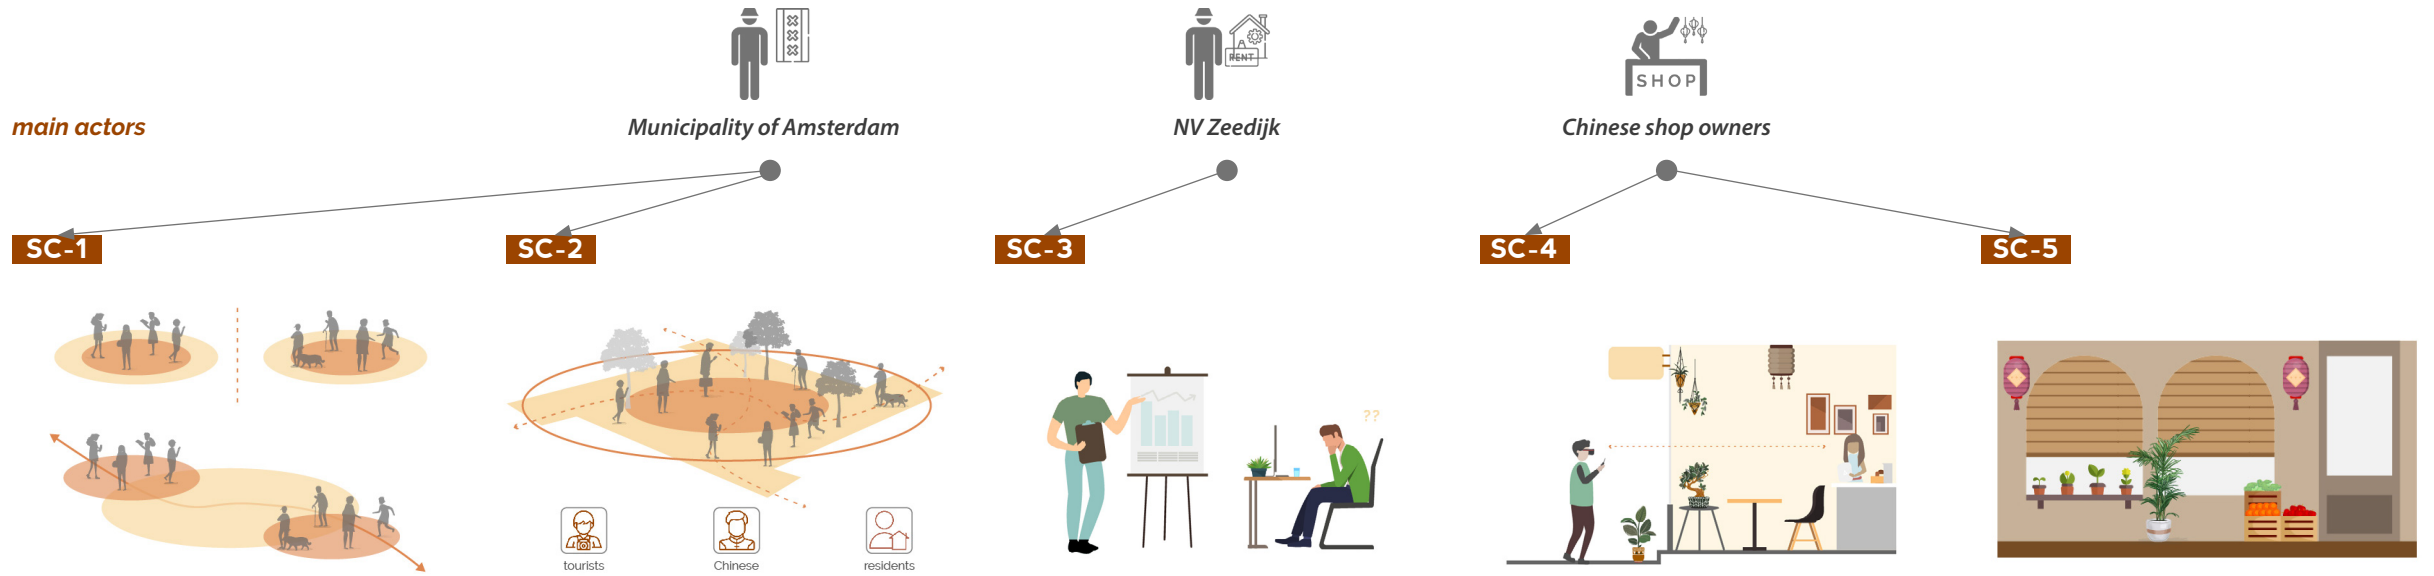 RENT
SHOP
main actors
Municipality of Amsterdam
NV Zeedijk
Chinese shop owners
SC-1
SC-2
SC-3
SC-4
SC-5
??
tourists
Chinese
residents